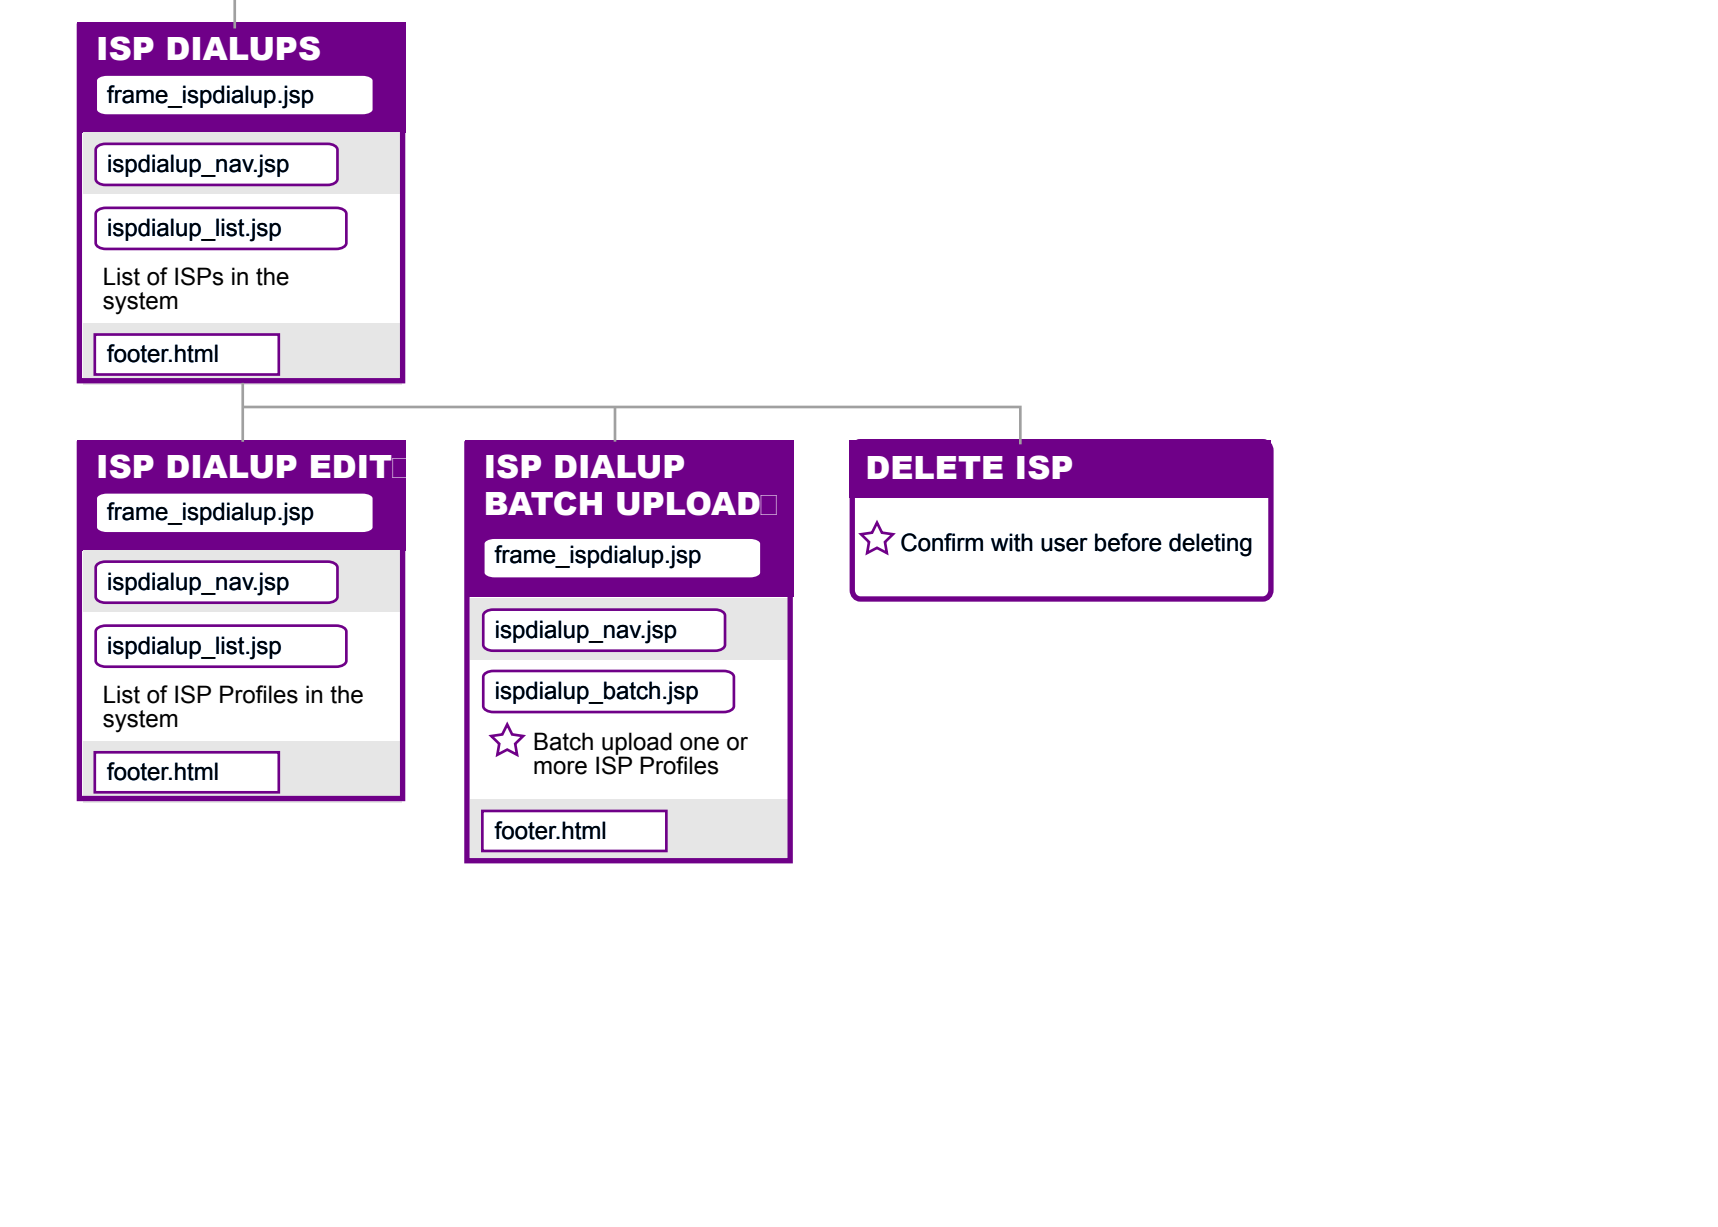 ISP DIALUPS
frame_ispdialup.jsp
ispdialup_nav.jsp
ispdialup_list.jsp
List of ISPs in the
system
footer.html
ISP DIALUP EDIT
frame_ispdialup.jsp
ispdialup_nav.jsp
ispdialup_list.jsp
List of ISP Profiles in the
system
footer.html
ISP DIALUP
BATCH UPLOAD
frame_ispdialup.jsp
ispdialup_nav.jsp
ispdialup_batch.jsp
Batch upload one or
more ISP Profiles
footer.html
DELETE ISP
Confirm with user before deleting